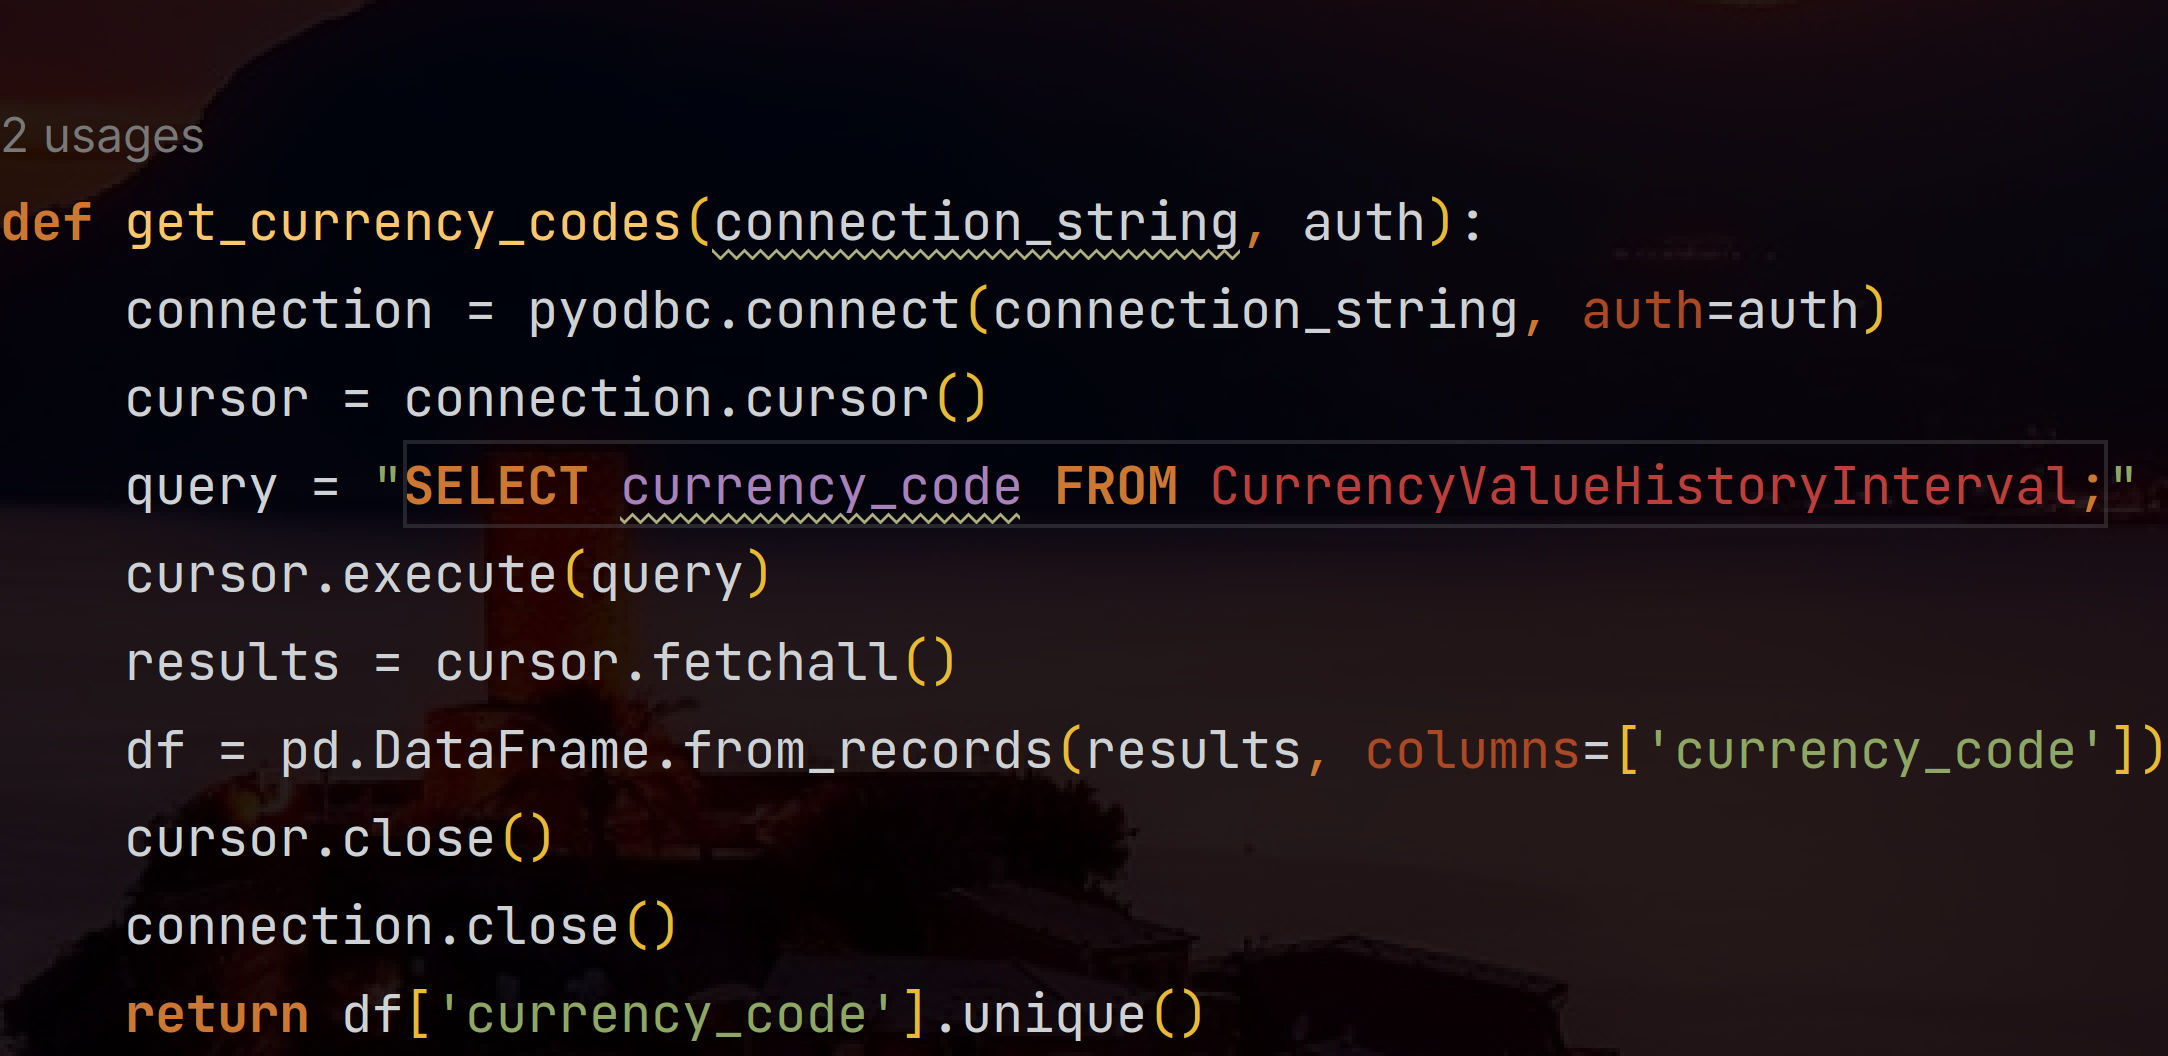 2 usages
def get_currency_codes(connection_string, auth):
    connection = pyodbc.connect(connection_string, auth=auth)
    cursor = connection.cursor()
    query = "SELECT currency_code FROM CurrencyValueHistoryInterval;"
    cursor.execute(query)
    results = cursor.fetchall()
    df = pd.DataFrame.from_records(results, columns=['currency_code'])
    cursor.close()
    connection.close()
    return df['currency_code'].unique()